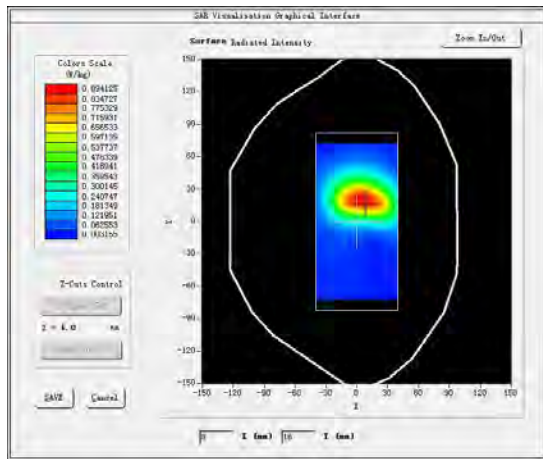 SAR Visualisation Graphical Interface
Surface Radiated Intensity
Zoom In/Out
Colors Scale
(W/kg)
0.894125
0.834727
0.775329
0.715931
0.656533
0.597135
0.537737
0.478339
0.418941
0.359543
0.300145
0.240747
0.181349
0.121951
0.062553
0.003155
150
120
90
60
30
0
-30
-60
-90
-120
-150
Y
-150 -120 -90 -60 -30 0 30 60 90 120 150
X
Z-Cuts Control
mm
SAVE
Cancel
X (mm)
Y (mm)